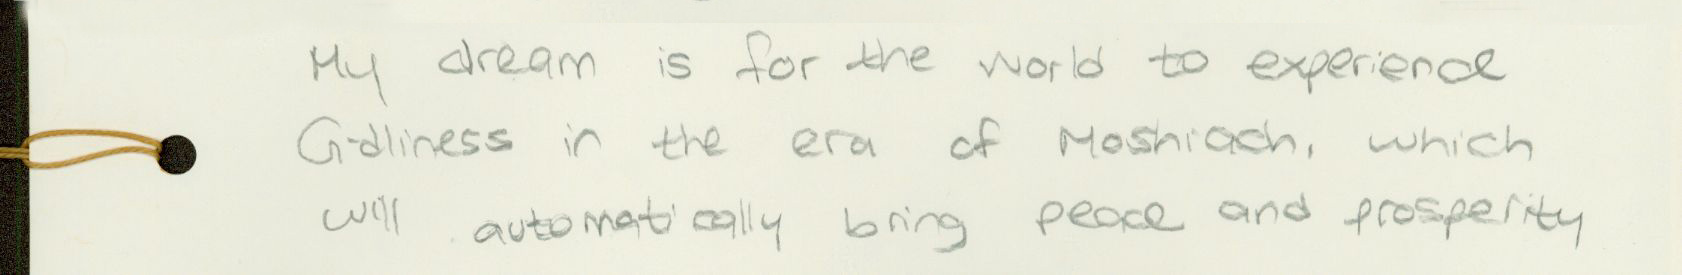 My dream is for the world to experience
G-dliness in the era of Moshiach, which
will automatically bring peace and prosperity